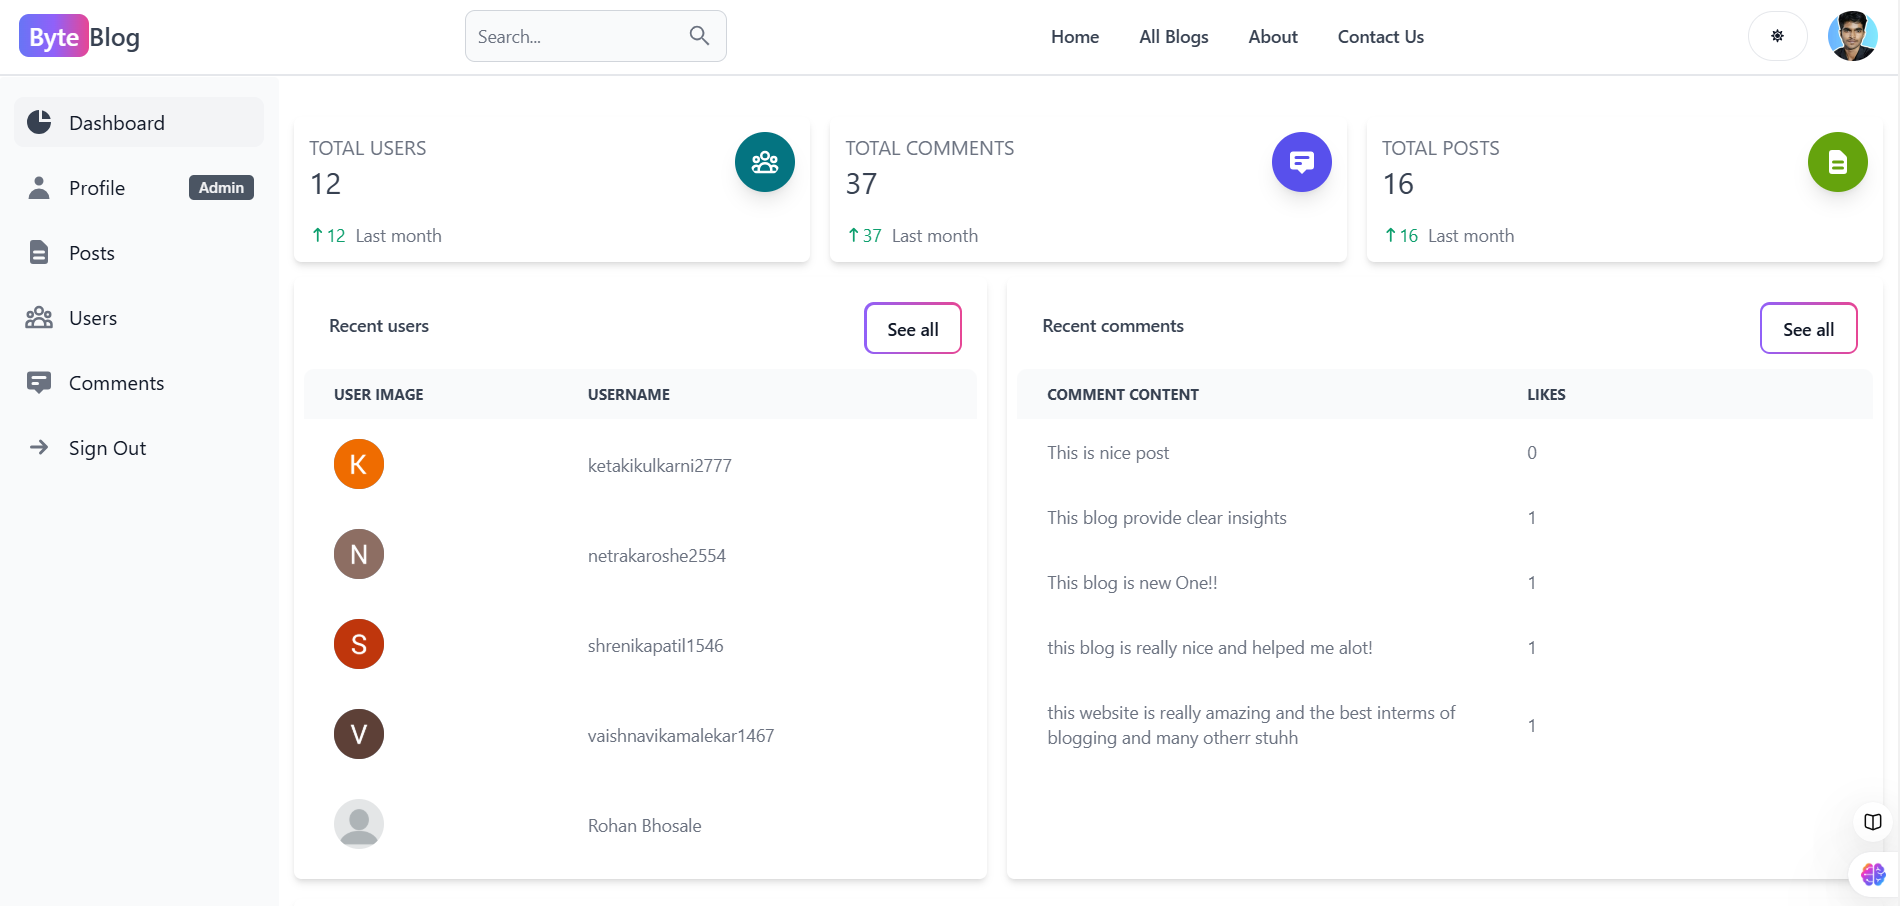 Byte Blog
Search...
Home
All Blogs
About
Contact Us
Dashboard
Profile
Admin
Posts
Users
Comments
Sign Out
TOTAL USERS
12
12 Last month
TOTAL COMMENTS
37
37 Last month
TOTAL POSTS
16
16 Last month
Recent users
See all
USER IMAGE
USERNAME
K
ketakikulkarni2777
N
netrakaroshe2554
S
shrenikapatil1546
V
vaishnavikamalekar1467
Rohan Bhosale
Recent comments
See all
COMMENT CONTENT
LIKES
This is nice post
0
This blog provide clear insights
1
This blog is new One!!
1
this blog is really nice and helped me alot!
1
this website is really amazing and the best interms of
blogging and many otherr stuhh
1